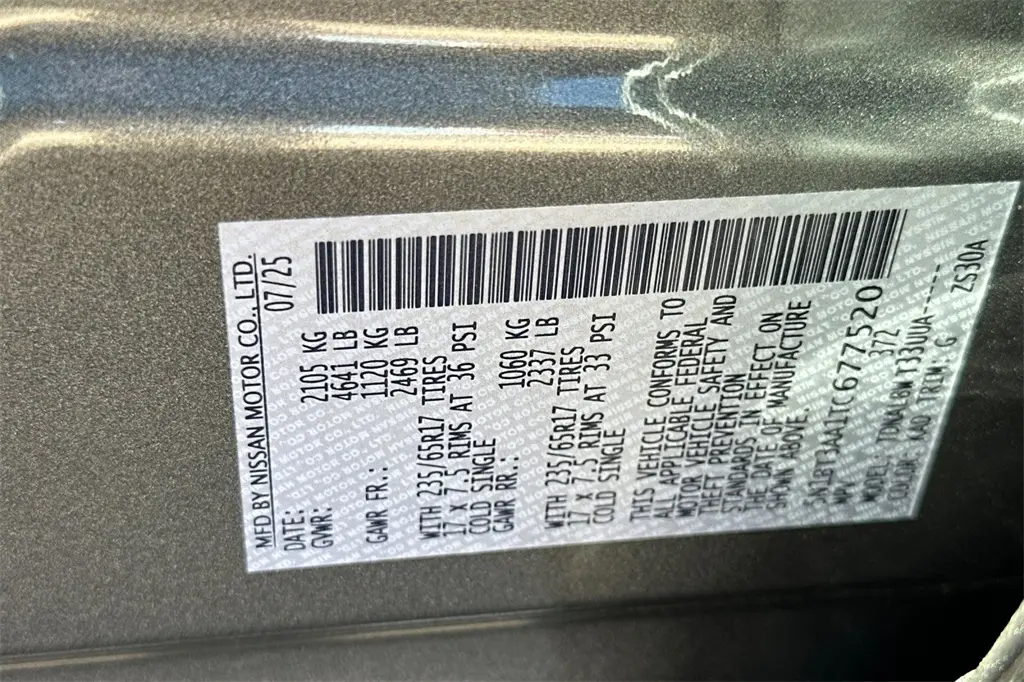 MFD BY NISSAN MOTOR CO., LTD.
DATE: 07/25
GVWR: 2105 KG
4641 LB
GAWR FR.: 1120 KG
2469 LB
WITH 235/65R17 TIRES
17 X 7.5 RIMS AT 36 PSI
COLD SINGLE
GAWR RR.: 1060 KG
2337 LB
WITH 235/65R17 TIRES
17 X 7.5 RIMS AT 33 PSI
COLD SINGLE
THIS VEHICLE CONFORMS TO
ALL APPLICABLE FEDERAL
MOTOR VEHICLE SAFETY AND
THEFT PREVENTION
STANDARDS IN EFFECT ON
THE DATE OF MANUFACTURE
SHOWN ABOVE.
5N1BT3AA1TC677520
MPV 372
MODEL: TDNALBWT33UUA-----
COLOR: KAD TRIM: G ZS30A